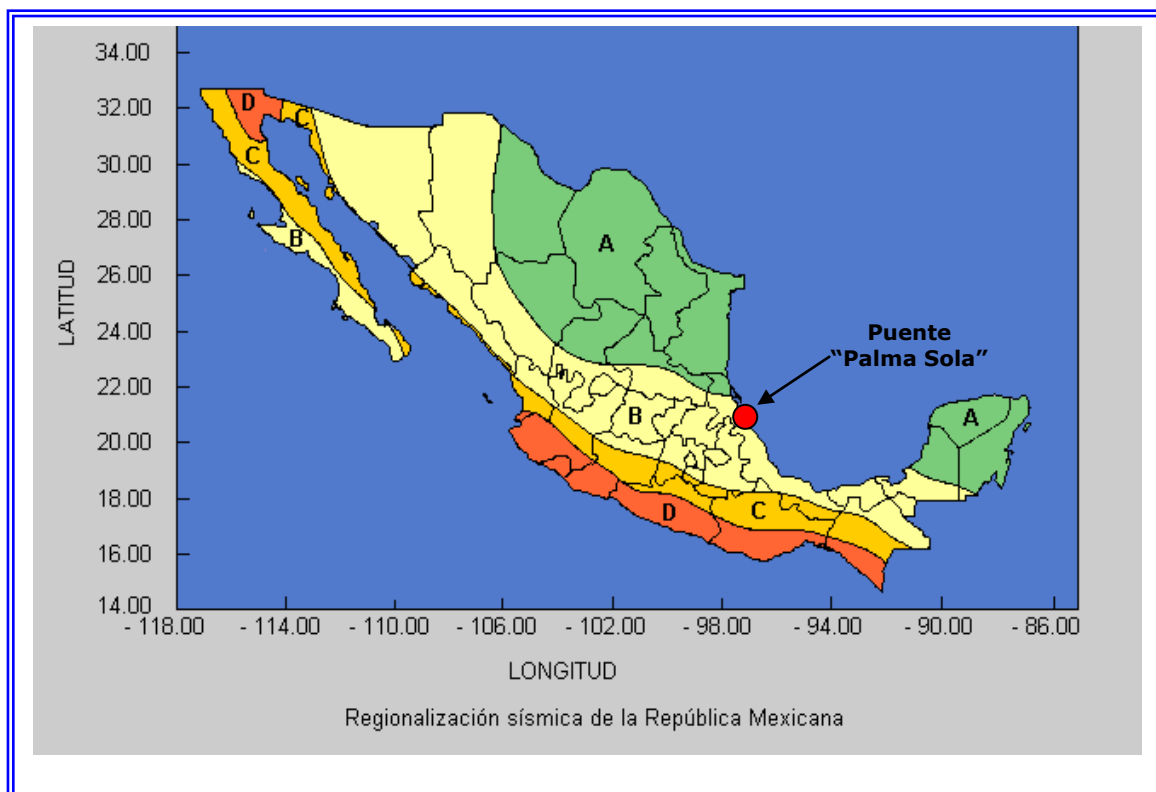 34.00
32.00
30.00
28.00
26.00
24.00
22.00
20.00
18.00
16.00
14.00
LATITUD
D
C
C
B
A
Puente
“Palma Sola”
B
A
D
C
- 118.00 - 114.00 - 110.00 - 106.00 - 102.00 - 98.00 - 94.00 - 90.00 - 86.00
LONGITUD
Regionalización sísmica de la República Mexicana